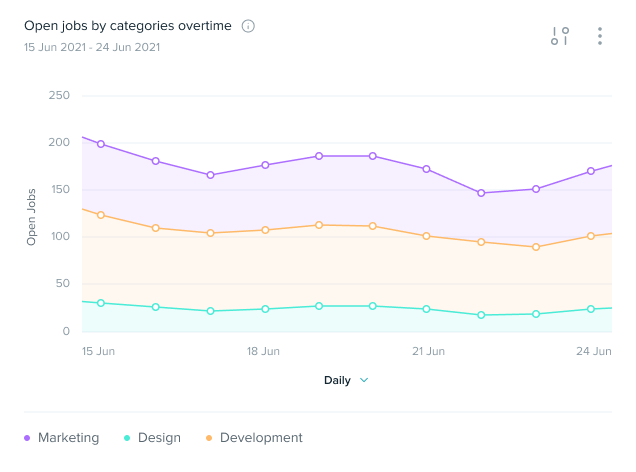 Open jobs by categories overtime
15 Jun 2021 - 24 Jun 2021
250
200
150
100
50
0
Open Jobs
15 Jun
18 Jun
21 Jun
24 Jun
Daily
Marketing
Design
Development